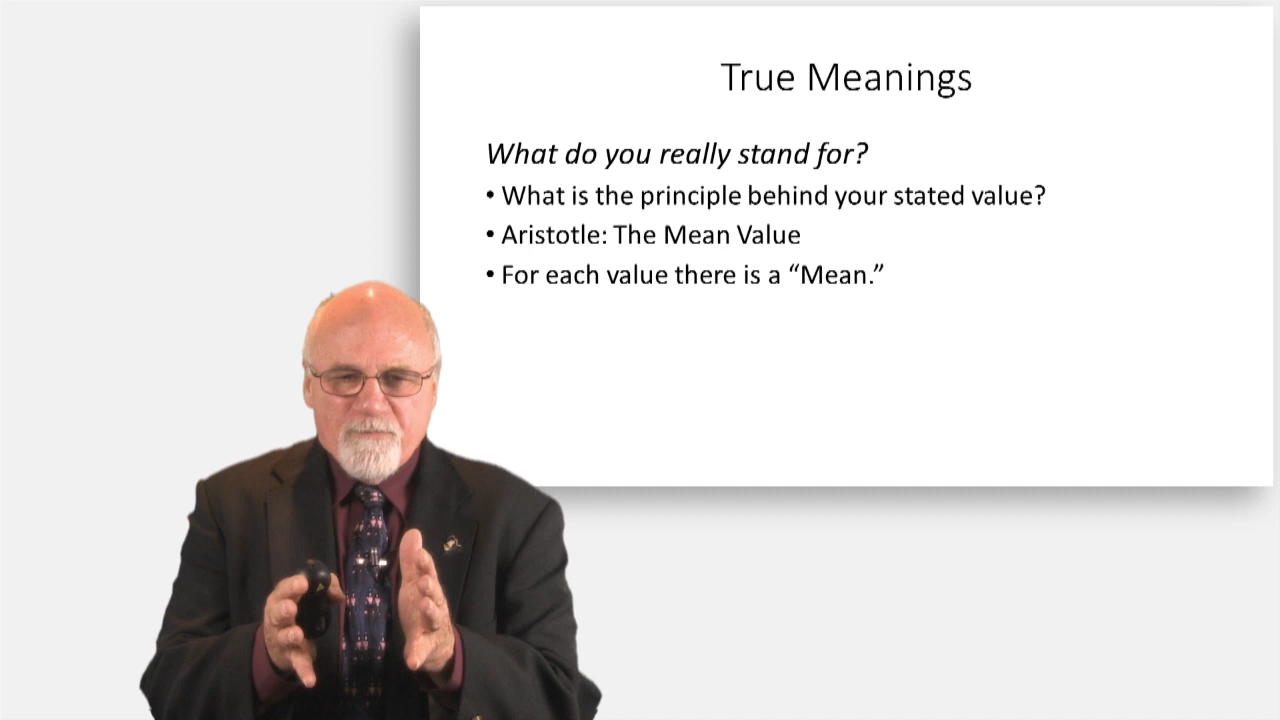 True Meanings
What do you really stand for?
• What is the principle behind your stated value?
• Aristotle: The Mean Value
• For each value there is a “Mean.”